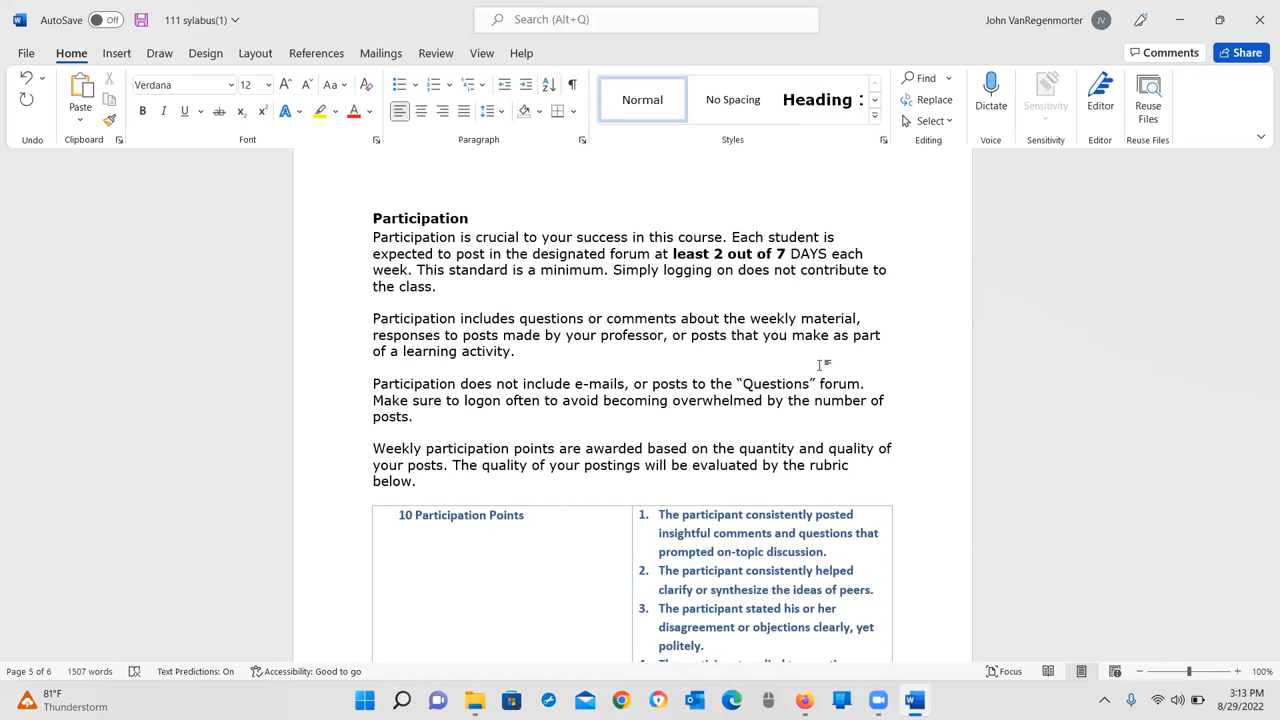 AutoSave Off 111 sylabus(1) Search (Alt+Q) John VanRegenmorter JV
File Home Insert Draw Design Layout References Mailings Review View Help Comments Share
Verdana 12 Aa Find
Paste Normal No Spacing Heading : Replace Dictate Sensitivity Editor Reuse Files
B I U ab x₂ x² A A Select
Undo Clipboard Font Paragraph Styles Editing Voice Sensitivity Editor Reuse Files
Participation
Participation is crucial to your success in this course. Each student is
expected to post in the designated forum at least 2 out of 7 DAYS each
week. This standard is a minimum. Simply logging on does not contribute to
the class.
Participation includes questions or comments about the weekly material,
responses to posts made by your professor, or posts that you make as part
of a learning activity.
Participation does not include e-mails, or posts to the “Questions” forum.
Make sure to logon often to avoid becoming overwhelmed by the number of
posts.
Weekly participation points are awarded based on the quantity and quality of
your posts. The quality of your postings will be evaluated by the rubric
below.
10 Participation Points
1. The participant consistently posted
insightful comments and questions that
prompted on-topic discussion.
2. The participant consistently helped
clarify or synthesize the ideas of peers.
3. The participant stated his or her
disagreement or objections clearly, yet
politely.
Page 5 of 6 1507 words Text Predictions: On Accessibility: Good to go Focus 100%
81°F
Thunderstorm
3:13 PM
8/29/2022